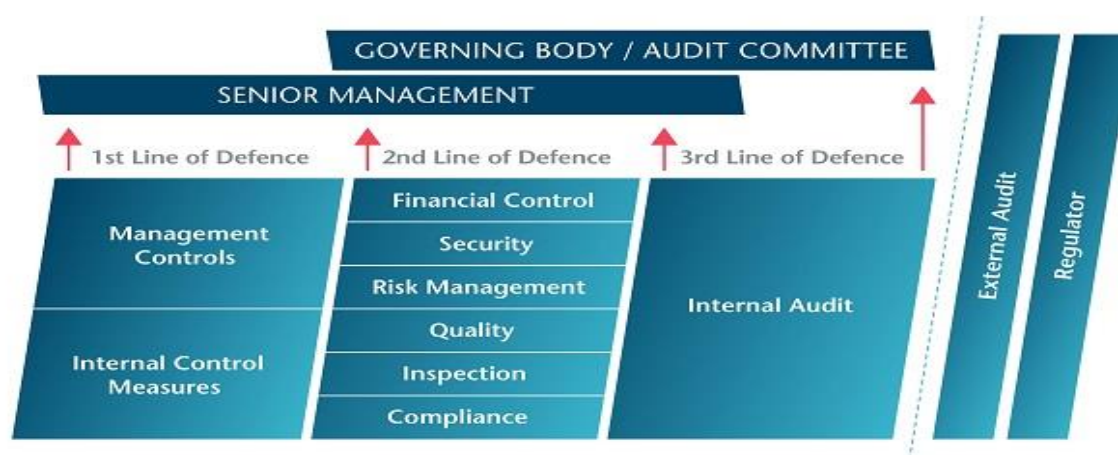 GOVERNING BODY / AUDIT COMMITTEE
SENIOR MANAGEMENT
1st Line of Defence
2nd Line of Defence
3rd Line of Defence
Management
Controls
Internal Control
Measures
Financial Control
Security
Risk Management
Quality
Inspection
Compliance
Internal Audit
External Audit
Regulator